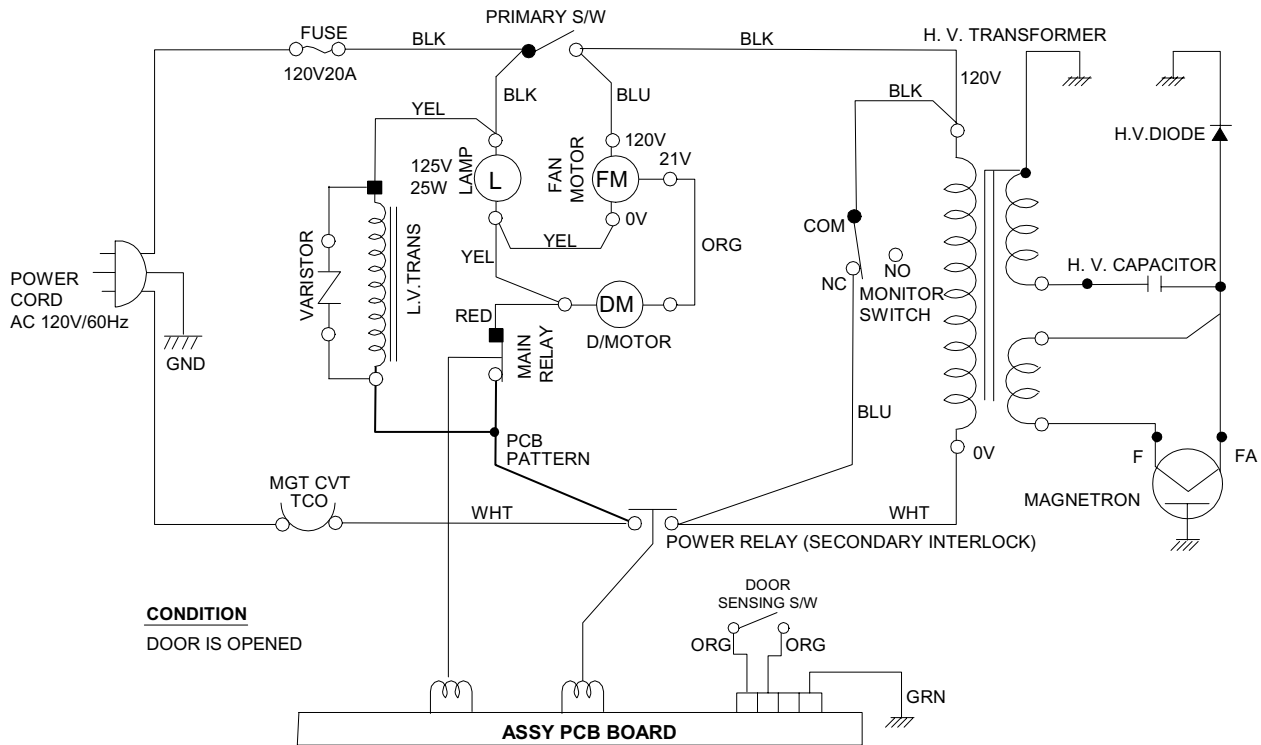 PRIMARY S/W
FUSE
BLK
BLK
H. V. TRANSFORMER
120V20A
120V
BLK
BLU
BLK
YEL
H.V.DIODE
120V
21V
125V
25W
LAMP
L
FAN
MOTOR
FM
0V
COM
YEL
ORG
YEL
NO
NC
MONITOR
SWITCH
H. V. CAPACITOR
POWER
CORD
AC 120V/60Hz
VARISTOR
L.V.TRANS
DM
RED
D/MOTOR
GND
MAIN
RELAY
BLU
PCB
PATTERN
0V
F
FA
MGT CVT
TCO
MAGNETRON
WHT
WHT
POWER RELAY (SECONDARY INTERLOCK)
DOOR
SENSING S/W
CONDITION
DOOR IS OPENED
ORG
ORG
GRN
ASSY PCB BOARD